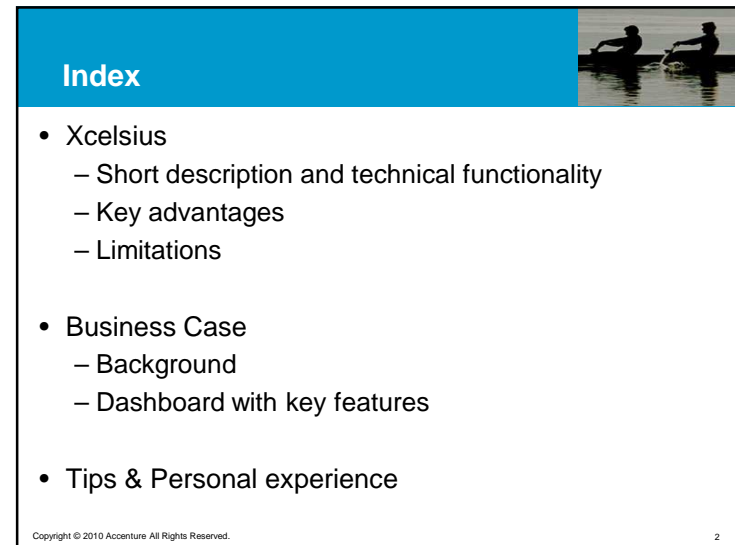 Index
• Xcelsius
– Short description and technical functionality
– Key advantages
– Limitations
• Business Case
– Background
– Dashboard with key features
• Tips & Personal experience
Copyright © 2010 Accenture All Rights Reserved.
2